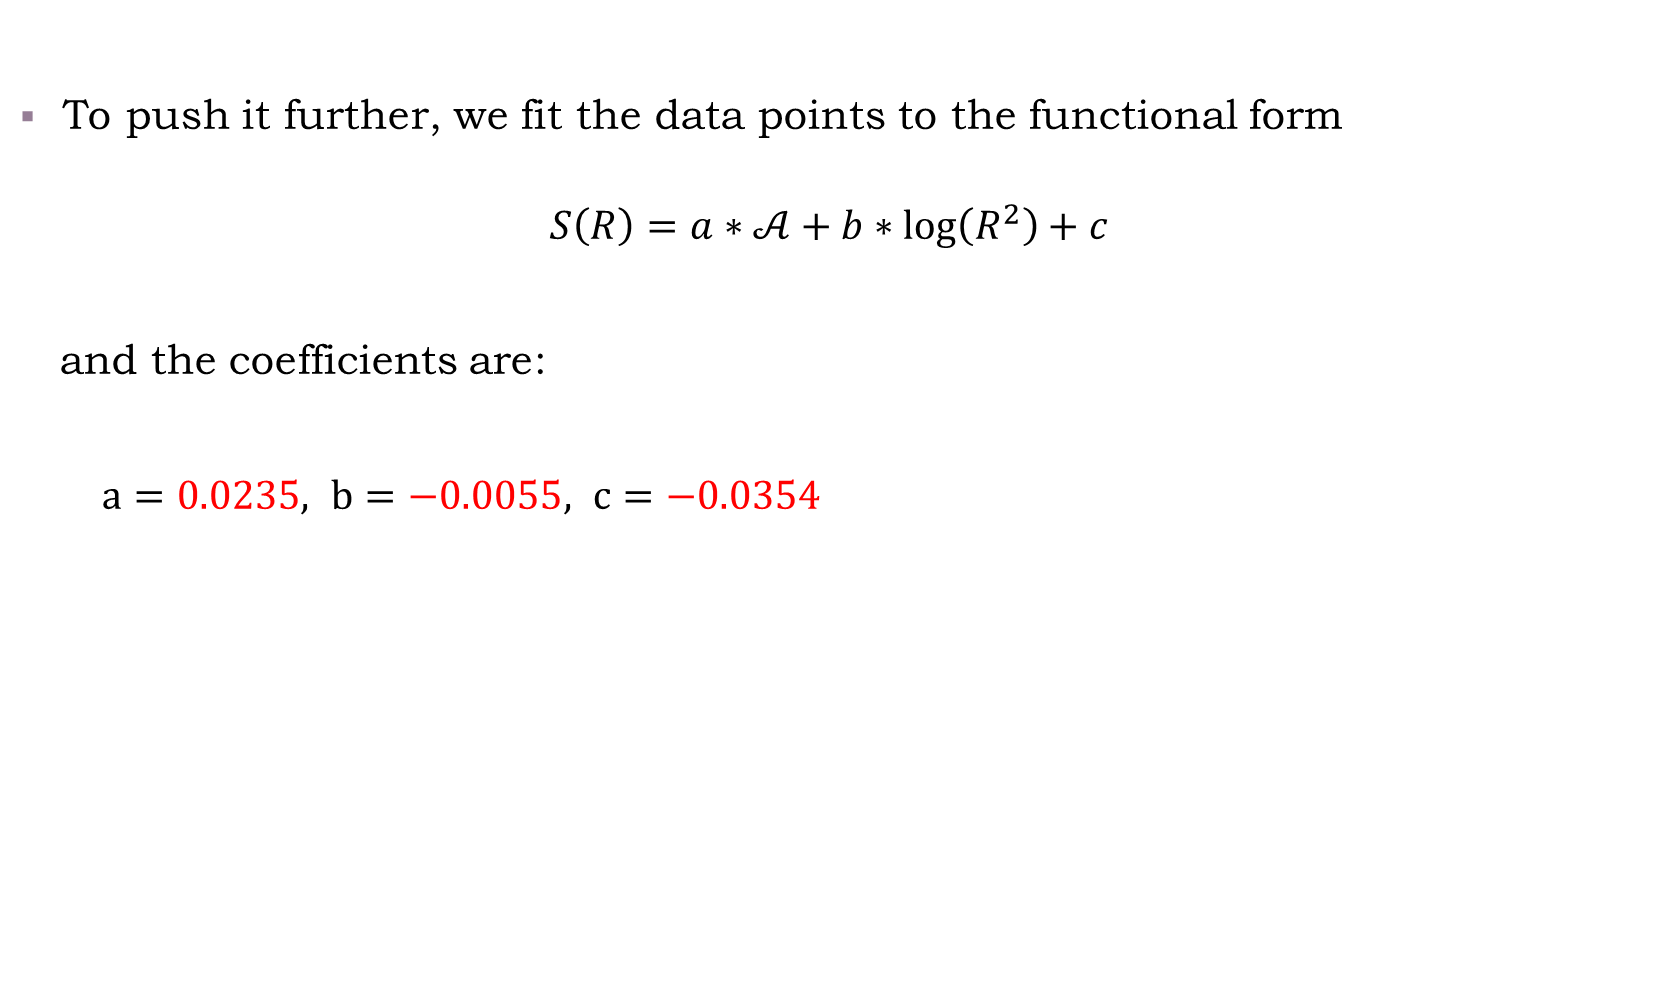 ▪ To push it further, we fit the data points to the functional form
𝑆(𝑅) = 𝑎 ∗ 𝒜 + 𝑏 ∗ log(𝑅²) + 𝑐
and the coefficients are:
a = 0.0235, b = −0.0055, c = −0.0354